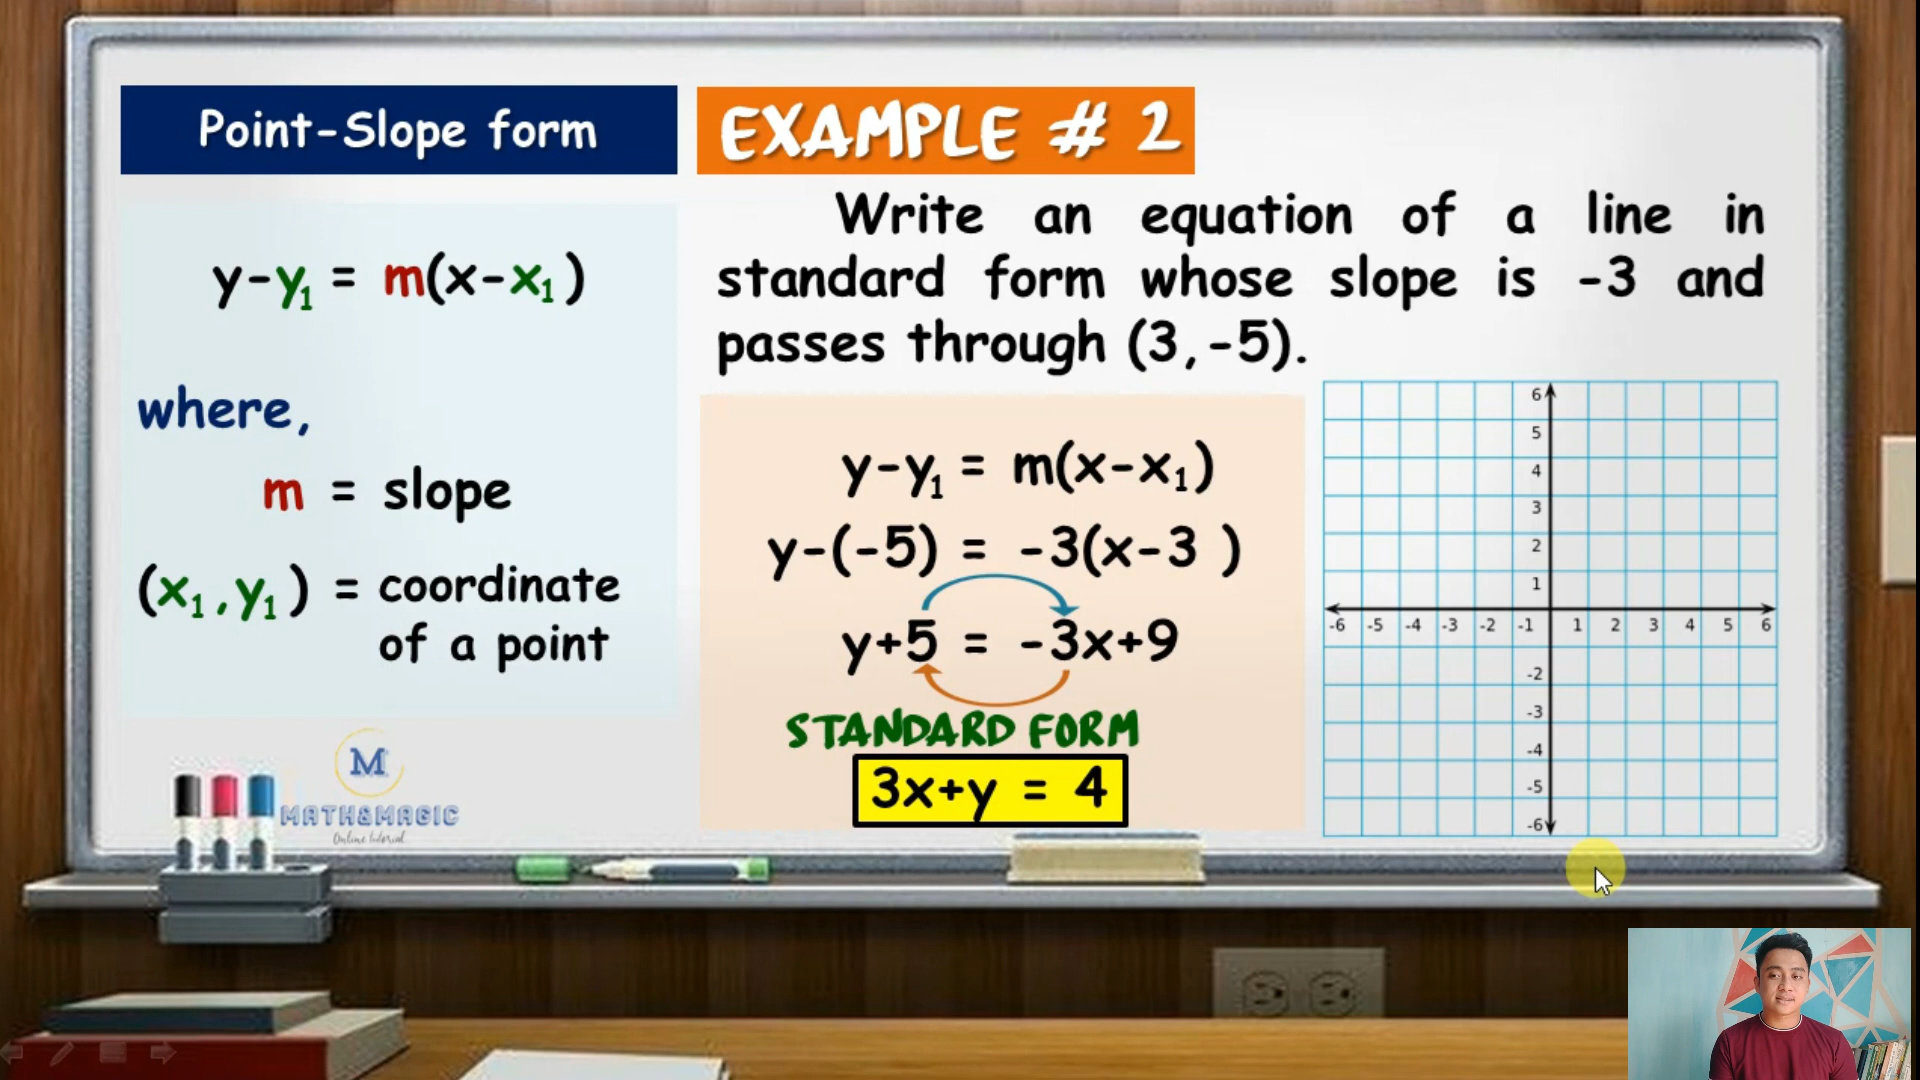 Point-Slope form
y-y₁ = m(x-x₁)
where,
m = slope
(x₁,y₁) = coordinate
of a point
M
MATH&MAGIC
Online tutorial
EXAMPLE # 2
Write an equation of a line in
standard form whose slope is -3 and
passes through (3,-5).
y-y₁ = m(x-x₁)
y-(-5) = -3(x-3 )
y+5 = -3x+9
STANDARD FORM
3x+y = 4
6
5
4
3
2
1
-6 -5 -4 -3 -2 -1 1 2 3 4 5 6
-2
-3
-4
-5
-6